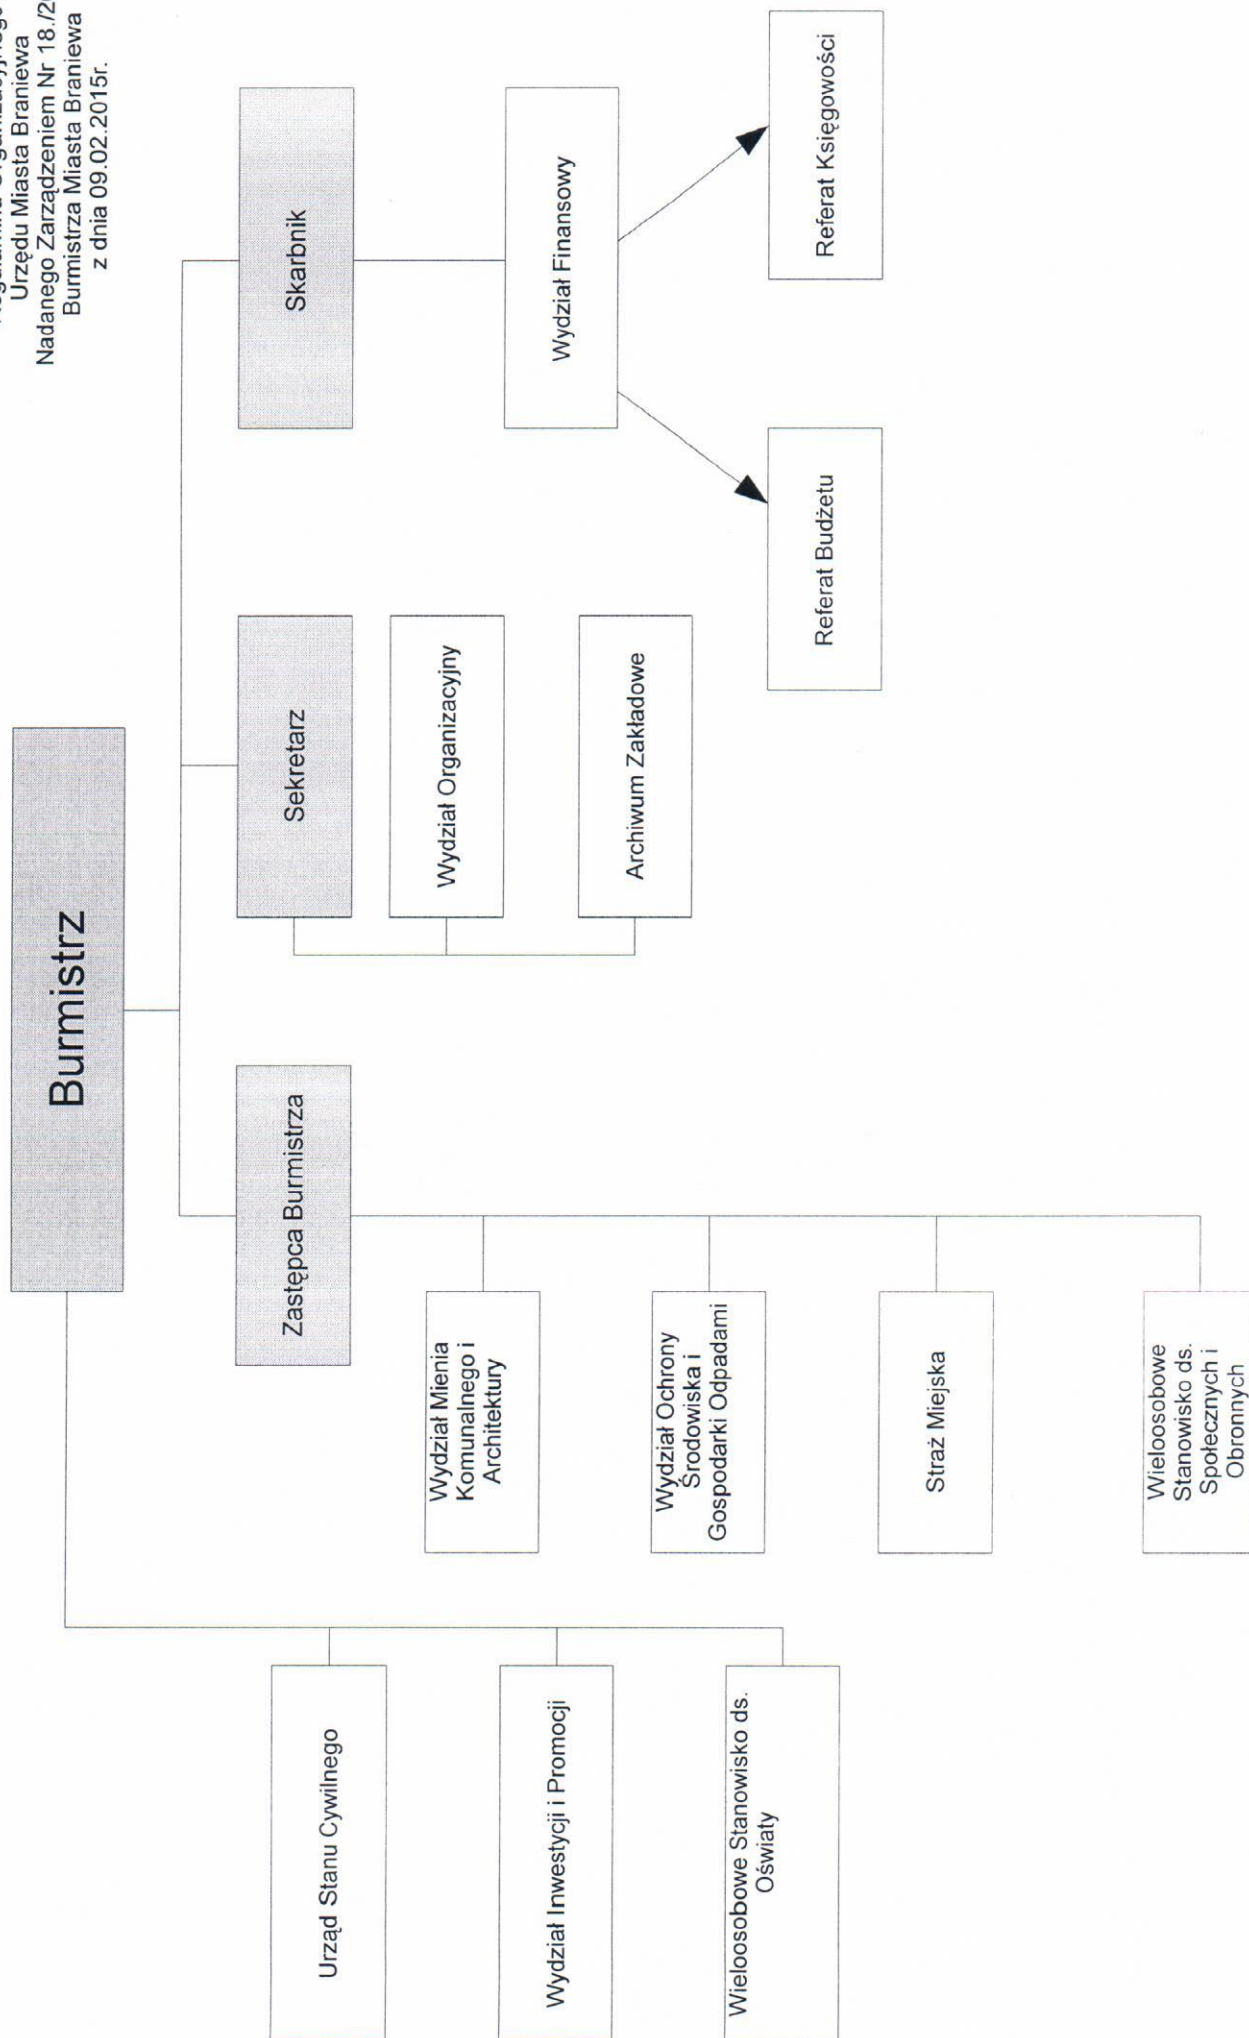 Urzędu Miasta Braniewa
Nadanego Zarządzeniem Nr
Burmistrza Miasta Braniewa
z dnia 09.02.2015r.
Burmistrz
Zastępca Burmistrza
Sekretarz
Skarbnik
Urząd Stanu Cywilnego
Wydział Inwestycji i Promocji
Wieloosobowe Stanowisko ds.
Oświaty
Wydział Mienia
Komunalnego i
Architektury
Wydział Ochrony
Środowiska i
Gospodarki Odpadami
Straż Miejska
Wieloosobowe
Stanowisko ds.
Społecznych i
Obronnych
Wydział Organizacyjny
Archiwum Zakładowe
Wydział Finansowy
Referat Budżetu
Referat Księgowości